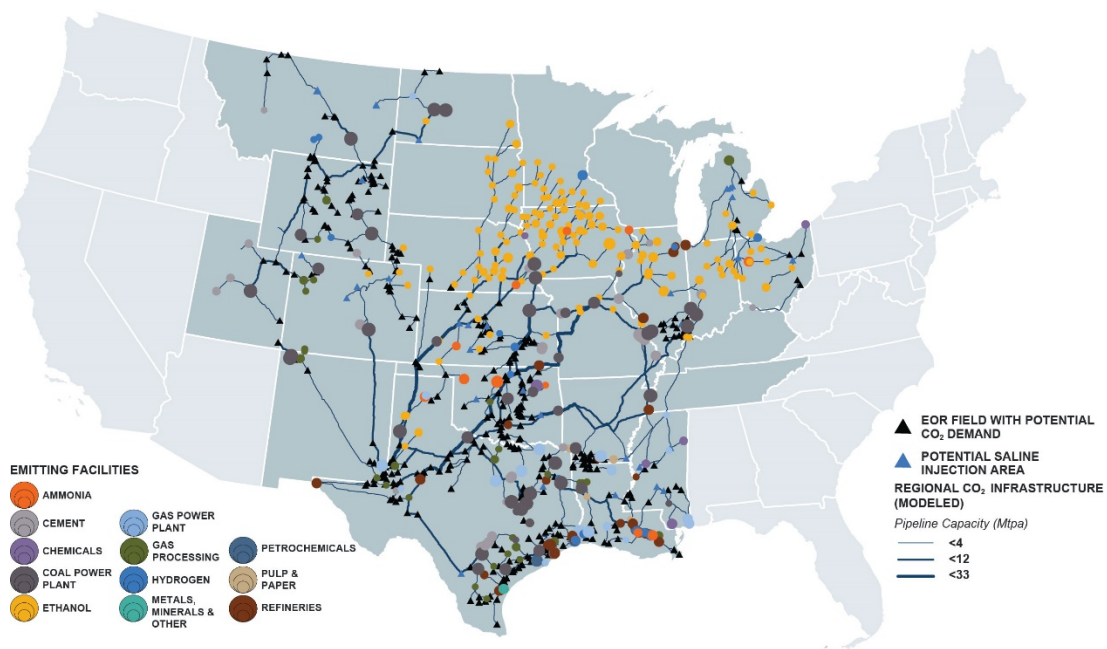 EMITTING FACILITIES
AMMONIA
CEMENT
CHEMICALS
COAL POWER
PLANT
ETHANOL
GAS POWER
PLANT
GAS
PROCESSING
HYDROGEN
METALS,
MINERALS &
OTHER
PETROCHEMICALS
PULP &
PAPER
REFINERIES
EOR FIELD WITH POTENTIAL
CO₂ DEMAND
POTENTIAL SALINE
INJECTION AREA
REGIONAL CO₂ INFRASTRUCTURE
(MODELED)
Pipeline Capacity (Mtpa)
<4
<12
<33